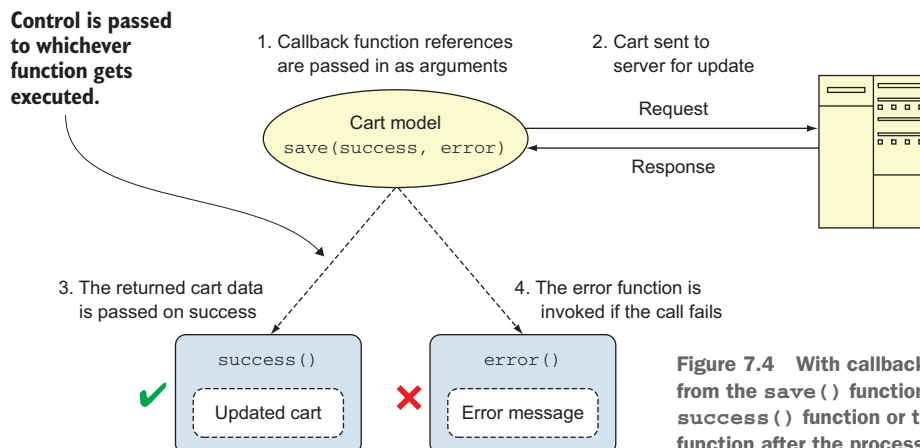 Control is passed
to whichever
function gets
executed.
1. Callback function references
are passed in as arguments
2. Cart sent to
server for update
Cart model
save(success, error)
Request
Response
3. The returned cart data
is passed on success
4. The error function is
invoked if the call fails
success()
Updated cart
error()
Error message
Figure 7.4 With callback
from the save() function
success() function or t
function after the process